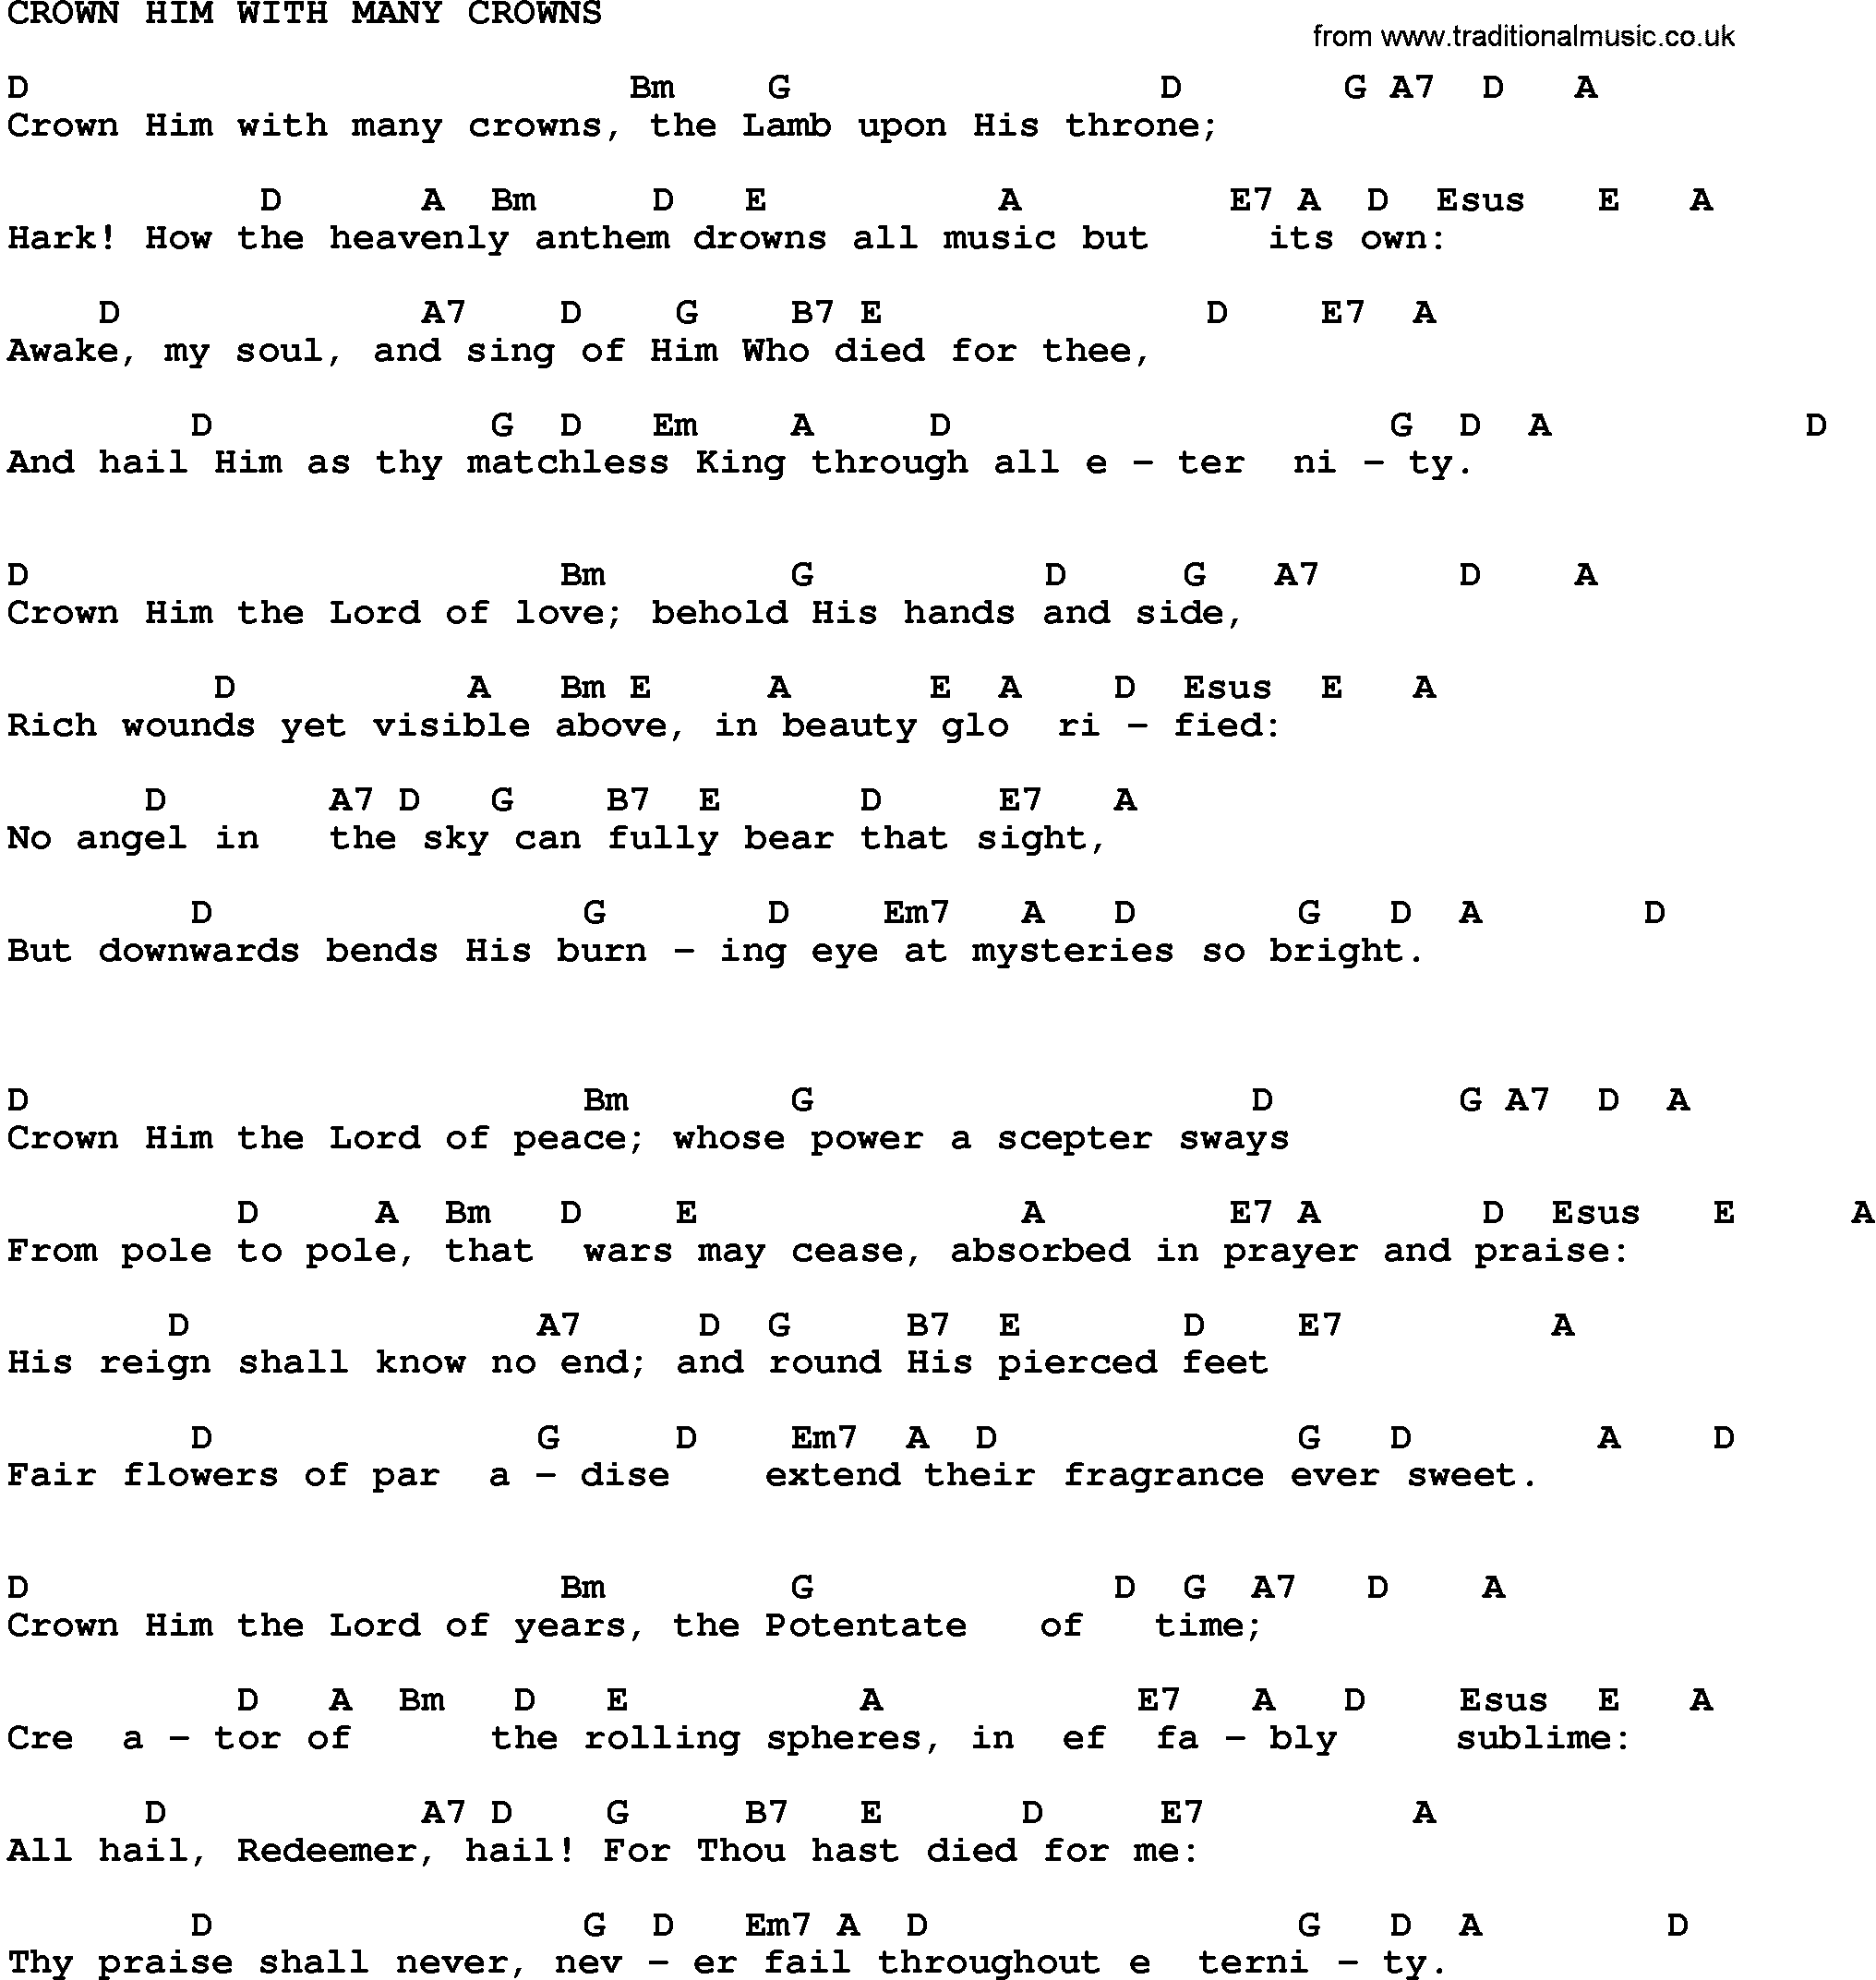 CROWN HIM WITH MANY CROWNS
from www.traditionalmusic.co.uk
D Bm G D G A7 D A
Crown Him with many crowns, the Lamb upon His throne;
D A Bm D E A E7 A D Esus E A
Hark! How the heavenly anthem drowns all music but its own:
D A7 D G B7 E D E7 A
Awake, my soul, and sing of Him Who died for thee,
D G D Em A D G D A D
And hail Him as thy matchless King through all e - ter ni - ty.
D Bm G D G A7 D A
Crown Him the Lord of love; behold His hands and side,
D A Bm E A E A D Esus E A
Rich wounds yet visible above, in beauty glo ri - fied:
D A7 D G B7 E D E7 A
No angel in the sky can fully bear that sight,
D G D Em7 A D G D A D
But downwards bends His burn - ing eye at mysteries so bright.
D Bm G D G A7 D A
Crown Him the Lord of peace; whose power a scepter sways
D A Bm D E A E7 A D Esus E A
From pole to pole, that wars may cease, absorbed in prayer and praise:
D A7 D G B7 E D E7 A
His reign shall know no end; and round His pierced feet
D G D Em7 A D G D A D
Fair flowers of par a - dise extend their fragrance ever sweet.
D Bm G D G A7 D A
Crown Him the Lord of years, the Potentate of time;
D A Bm D E A E7 A D Esus E A
Cre a - tor of the rolling spheres, in ef fa - bly sublime:
D A7 D G B7 E D E7 A
All hail, Redeemer, hail! For Thou hast died for me:
D G D Em7 A D G D A D
Thy praise shall never, nev - er fail throughout e terni - ty.